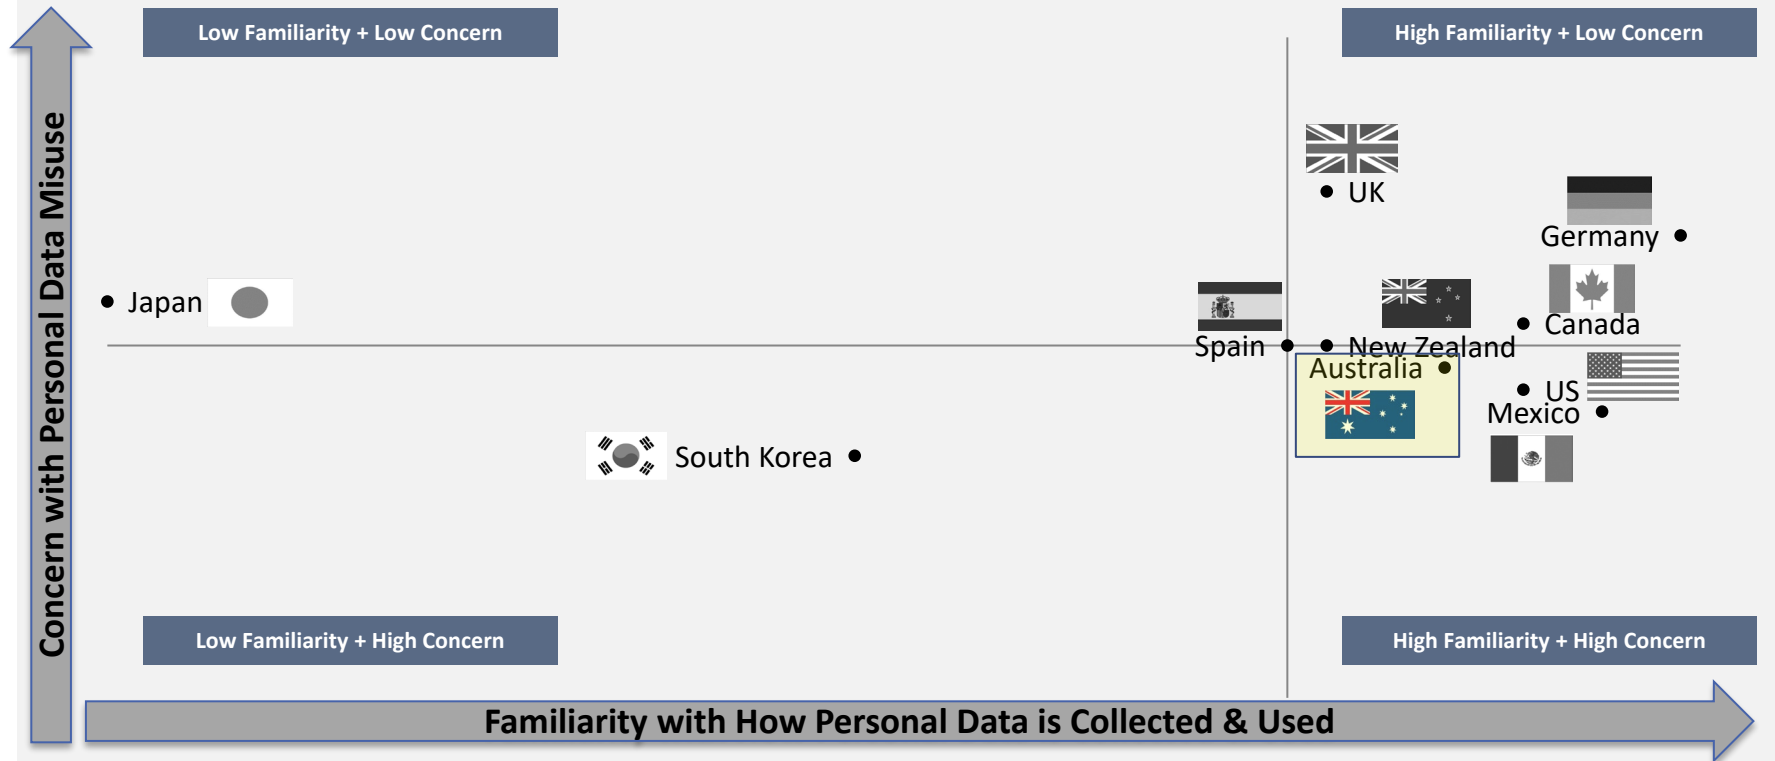 Low Familiarity + Low Concern
High Familiarity + Low Concern
Concern with Personal Data Misuse
UK
Germany
Japan
Canada
Spain
New Zealand
Australia
US
Mexico
South Korea
Low Familiarity + High Concern
High Familiarity + High Concern
Familiarity with How Personal Data is Collected & Used